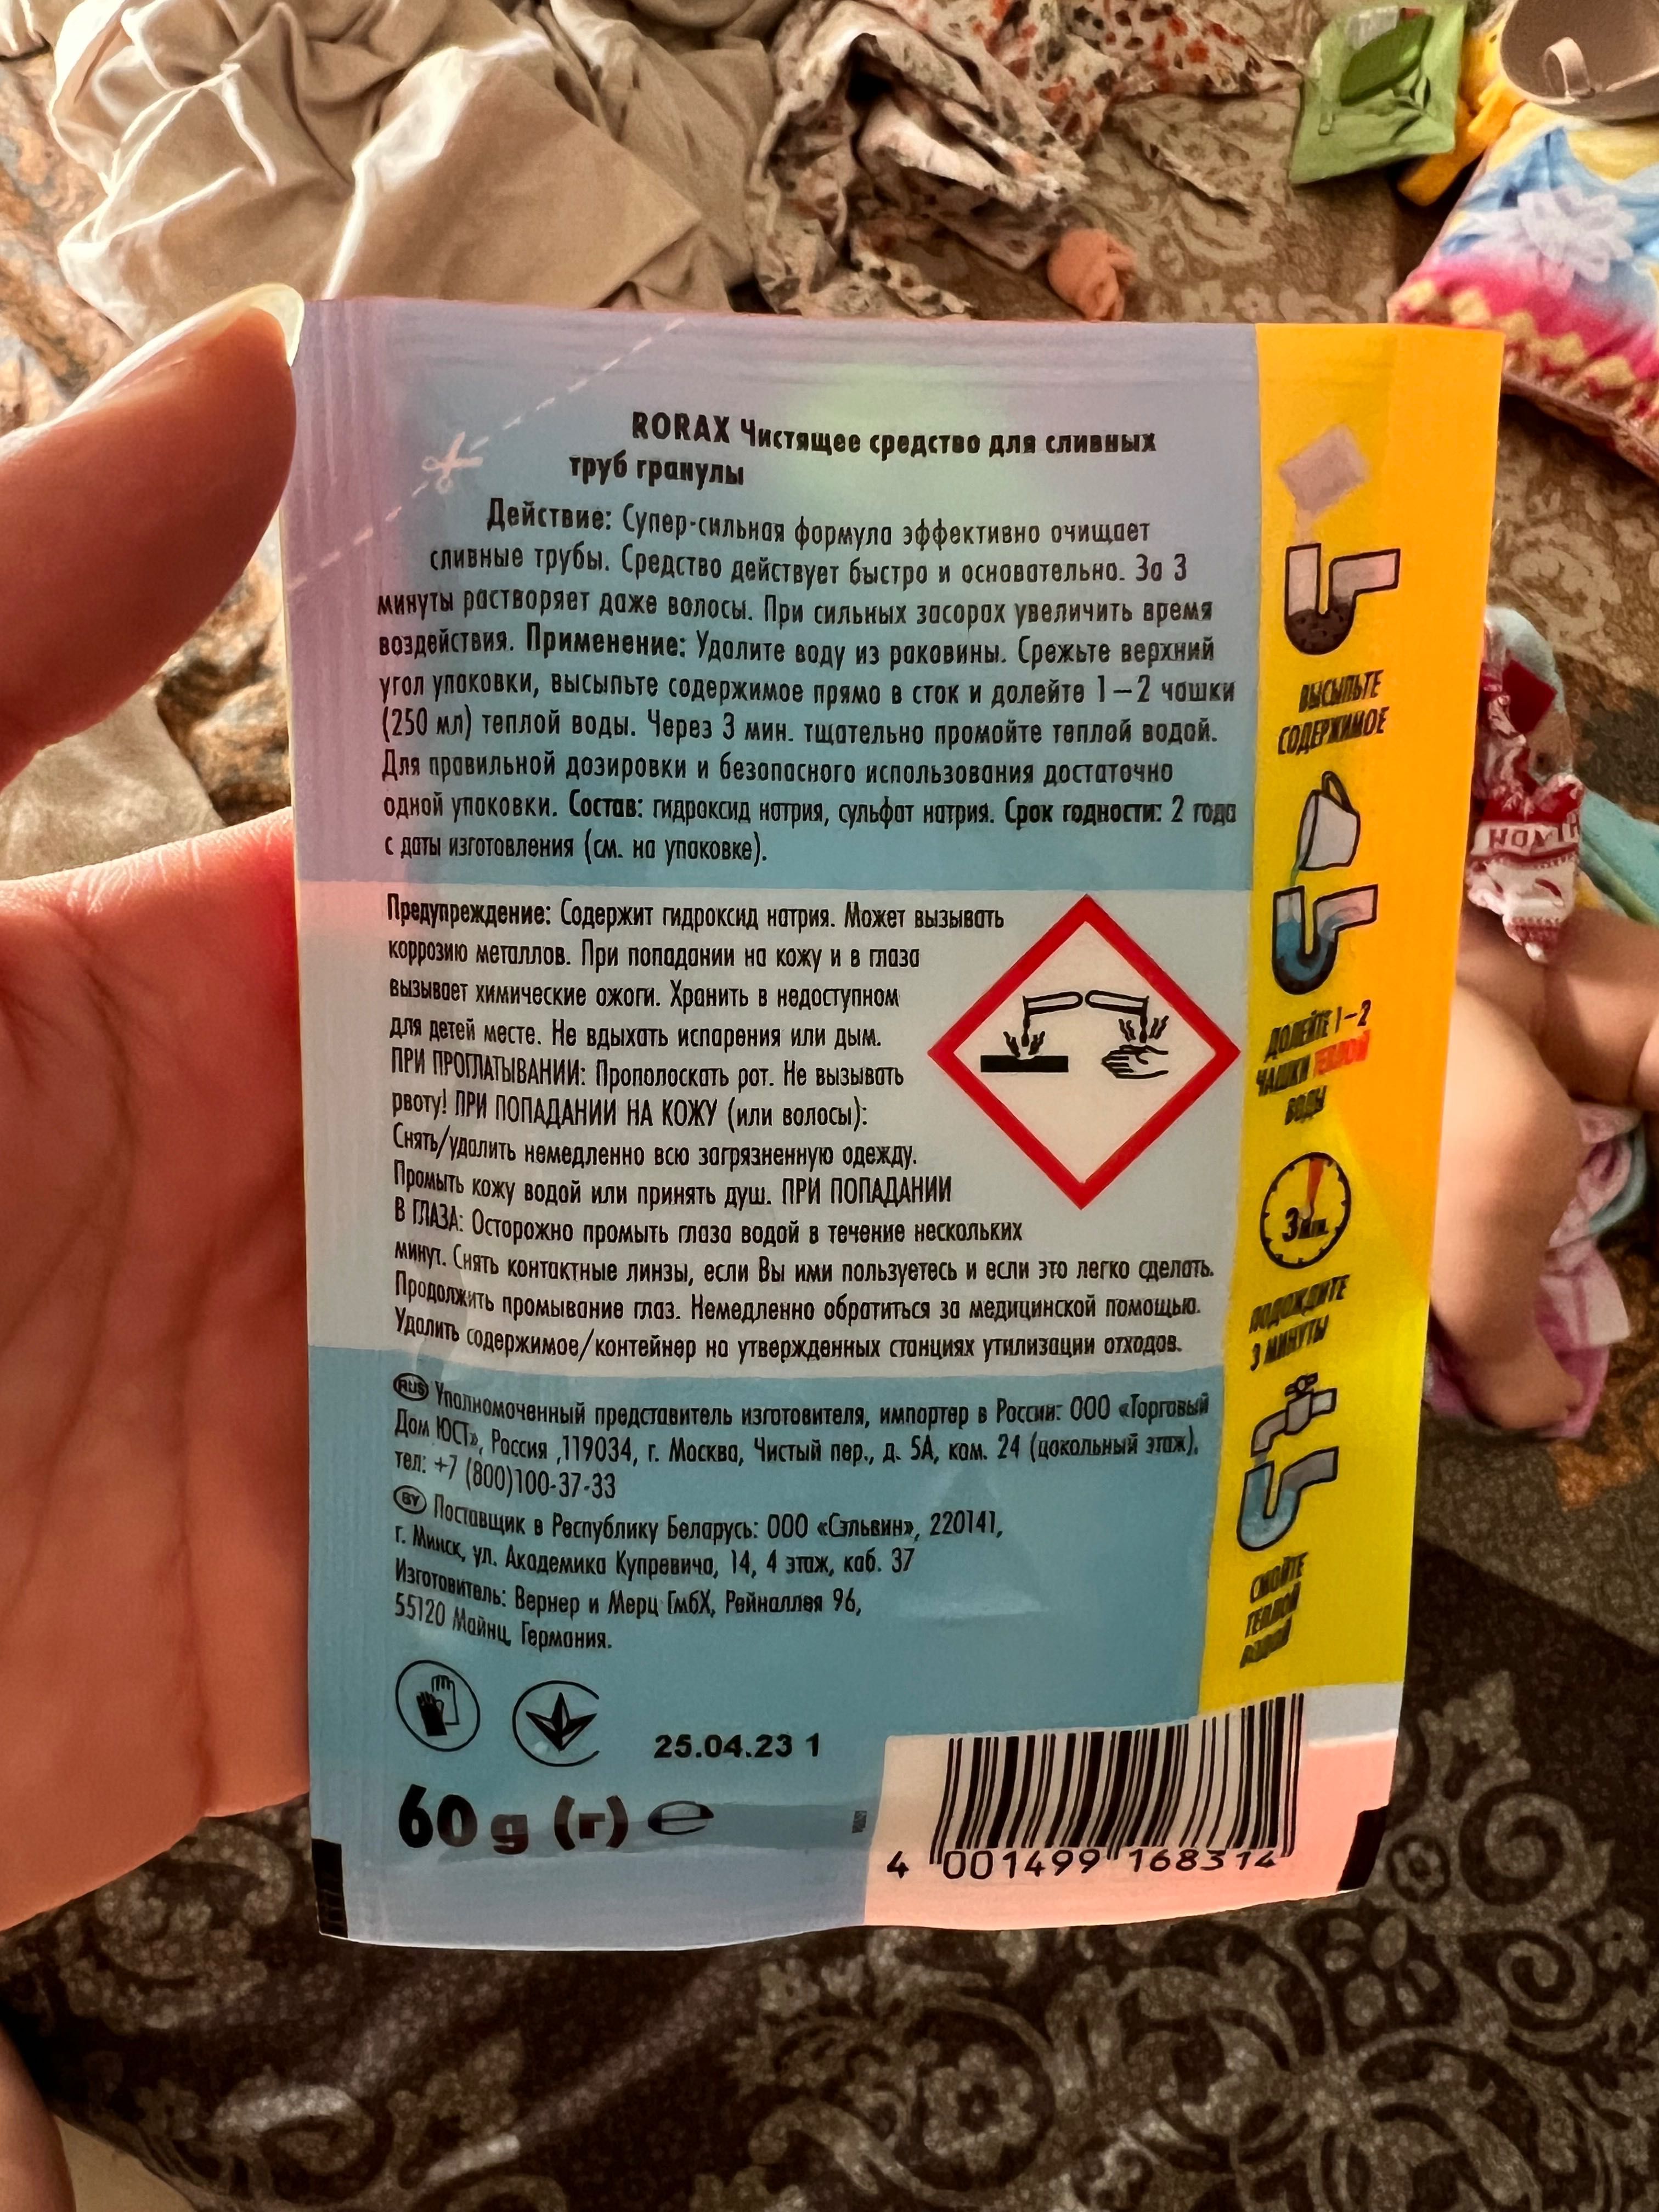 RORAX Чистящее средство для сливных
труб гранулы
Действие: Супер-сильная формула эффективно очищает
сливные трубы. Средство действует быстро и основательно. За 3
минуты растворяет даже волосы. При сильных засорах увеличить время
воздействия. Применение: Удалите воду из раковины. Срежьте верхний
угол упаковки, высыпьте содержимое прямо в сток и долейте 1–2 чашки
(250 мл) теплой воды. Через 3 мин. тщательно промойте теплой водой.
Для правильной дозировки и безопасного использования достаточно
одной упаковки. Состав: гидроксид натрия, сульфат натрия. Срок годности: 2 года
с даты изготовления (см. на упаковке).
Предупреждение: Содержит гидроксид натрия. Может вызывать
коррозию металлов. При попадании на кожу и в глаза
вызывает химические ожоги. Хранить в недоступном
для детей месте. Не вдыхать испарения или дым.
ПРИ ПРОГЛАТЫВАНИИ: Прополоскать рот. Не вызывать
рвоту! ПРИ ПОПАДАНИИ НА КОЖУ (или волосы):
Снять/удалить немедленно всю загрязненную одежду.
Промыть кожу водой или принять душ. ПРИ ПОПАДАНИИ
В ГЛАЗА: Осторожно промыть глаза водой в течение нескольких
минут. Снять контактные линзы, если Вы ими пользуетесь и если это легко сделать.
Продолжить промывание глаз. Немедленно обратиться за медицинской помощью.
Удалить содержимое/контейнер на утвержденных станциях утилизации отходов.
RUS Уполномоченный представитель изготовителя, импортер в России: ООО «Торговый
Дом ЮСТ», Россия ,119034, г. Москва, Чистый пер., д. 5А, ком. 24 (цокольный этаж),
тел: +7 (800)100-37-33
BY Поставщик в Республику Беларусь: ООО «Сэльвин», 220141,
г. Минск, ул. Академика Купревича, 14, 4 этаж, каб. 37
Изготовитель: Вернер и Мерц ГмбХ, Рейналлея 96,
55120 Майнц, Германия.
25.04.23 1
60 g (г) e
4 001499 168314
ВЫСЫПЬТЕ
СОДЕРЖИМОЕ
ДОЛЕЙТЕ 1–2
ЧАШКИ ТЕПЛОЙ
ВОДЫ
3 мин.
ПОДОЖДИТЕ
3 МИНУТЫ
СМОЙТЕ
ТЕПЛОЙ
ВОДОЙ